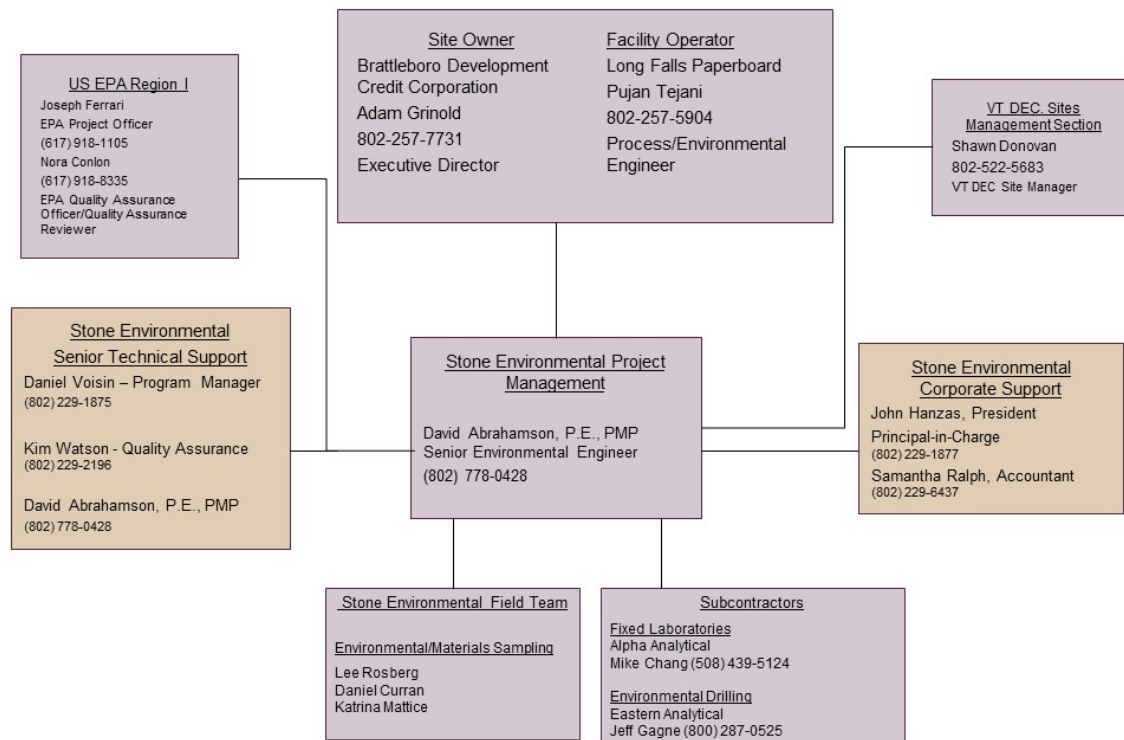 US EPA Region I
Joseph Ferrari
EPA Project Officer
(617) 918-1105
Nora Conlon
(617) 918-8335
EPA Quality Assurance
Officer/Quality Assurance
Reviewer
Site Owner
Brattleboro Development
Credit Corporation
Adam Grinold
802-257-7731
Executive Director
Facility Operator
Long Falls Paperboard
Pujan Tejani
802-257-5904
Process/Environmental
Engineer
VT DEC. Sites
Management Section
Shawn Donovan
802-522-5683
VT DEC Site Manager
Stone Environmental
Senior Technical Support
Daniel Voisin – Program Manager
(802) 229-1875
Kim Watson - Quality Assurance
(802) 229-2196
David Abrahamson, P.E., PMP
(802) 778-0428
Stone Environmental Project
Management
David Abrahamson, P.E., PMP
Senior Environmental Engineer
(802) 778-0428
Stone Environmental
Corporate Support
John Hanzas, President
Principal-in-Charge
(802) 229-1877
Samantha Ralph, Accountant
(802) 229-6437
Stone Environmental Field Team
Environmental/Materials Sampling
Lee Rosberg
Daniel Curran
Katrina Mattice
Subcontractors
Fixed Laboratories
Alpha Analytical
Mike Chang (508) 439-5124
Environmental Drilling
Eastern Analytical
Jeff Gagne (800) 287-0525